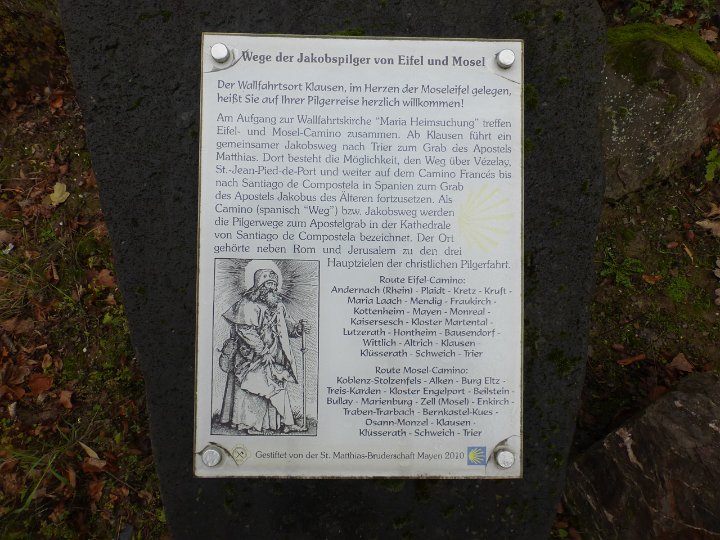 Wege der Jakobspilger von Eifel und Mosel
Der Wallfahrtsort Klausen, im Herzen der Moseleifel gelegen,
heißt Sie auf Ihrer Pilgerreise herzlich willkommen!
Am Aufgang zur Wallfahrtskirche "Maria Heimsuchung" treffen
Eifel- und Mosel-Camino zusammen. Ab Klausen führt ein
gemeinsamer Jakobsweg nach Trier zum Grab des Apostels
Matthias. Dort besteht die Möglichkeit, den Weg über Vézelay,
St.-Jean-Pied-de-Port und weiter auf dem Camino Francés bis
nach Santiago de Compostela in Spanien zum Grab
des Apostels Jakobus des Älteren fortzusetzen. Als
Camino (spanisch "Weg") bzw. Jakobsweg werden
die Pilgerwege zum Apostelgrab in der Kathedrale
von Santiago de Compostela bezeichnet. Der Ort
gehörte neben Rom und Jerusalem zu den drei
Hauptzielen der christlichen Pilgerfahrt.
Route Eifel-Camino:
Andernach (Rhein) - Plaidt - Kretz - Kruft -
Maria Laach - Mendig - Fraukirch -
Kottenheim - Mayen - Monreal -
Kaisersesch - Kloster Martental -
Lutzerath - Hontheim - Bausendorf -
Wittlich - Altrich - Klausen -
Klüsserath - Schweich - Trier
Route Mosel-Camino:
Koblenz-Stolzenfels - Alken - Burg Eltz -
Treis-Karden - Kloster Engelport - Beilstein -
Bullay - Marienburg - Zell (Mosel) - Enkirch -
Traben-Trarbach - Bernkastel-Kues -
Osann-Monzel - Klausen -
Klüsserath - Schweich - Trier
Gestiftet von der St. Matthias-Bruderschaft Mayen 2010